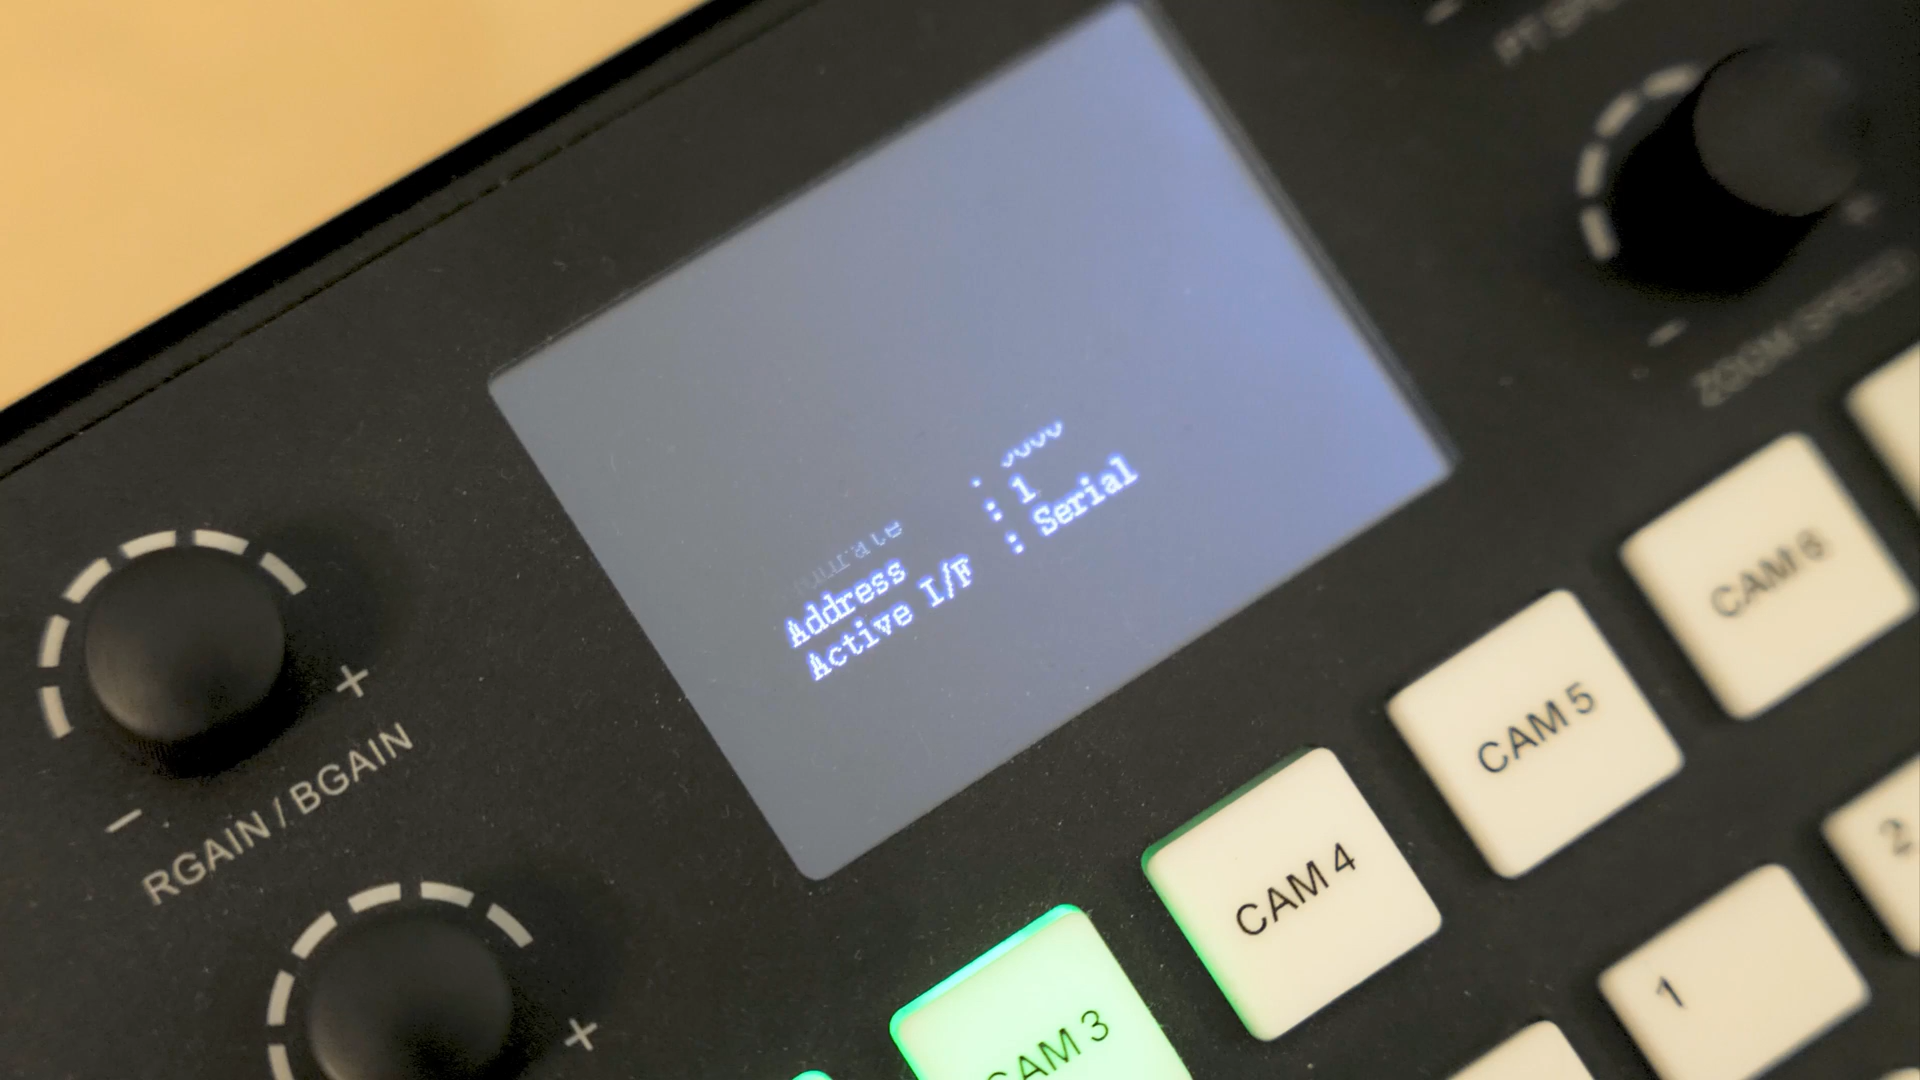 Address : 1
Active I/F : Serial
ZOOM SPEED
RGAIN / BGAIN
CAM 3
CAM 4
CAM 5
CAM 6
1
2